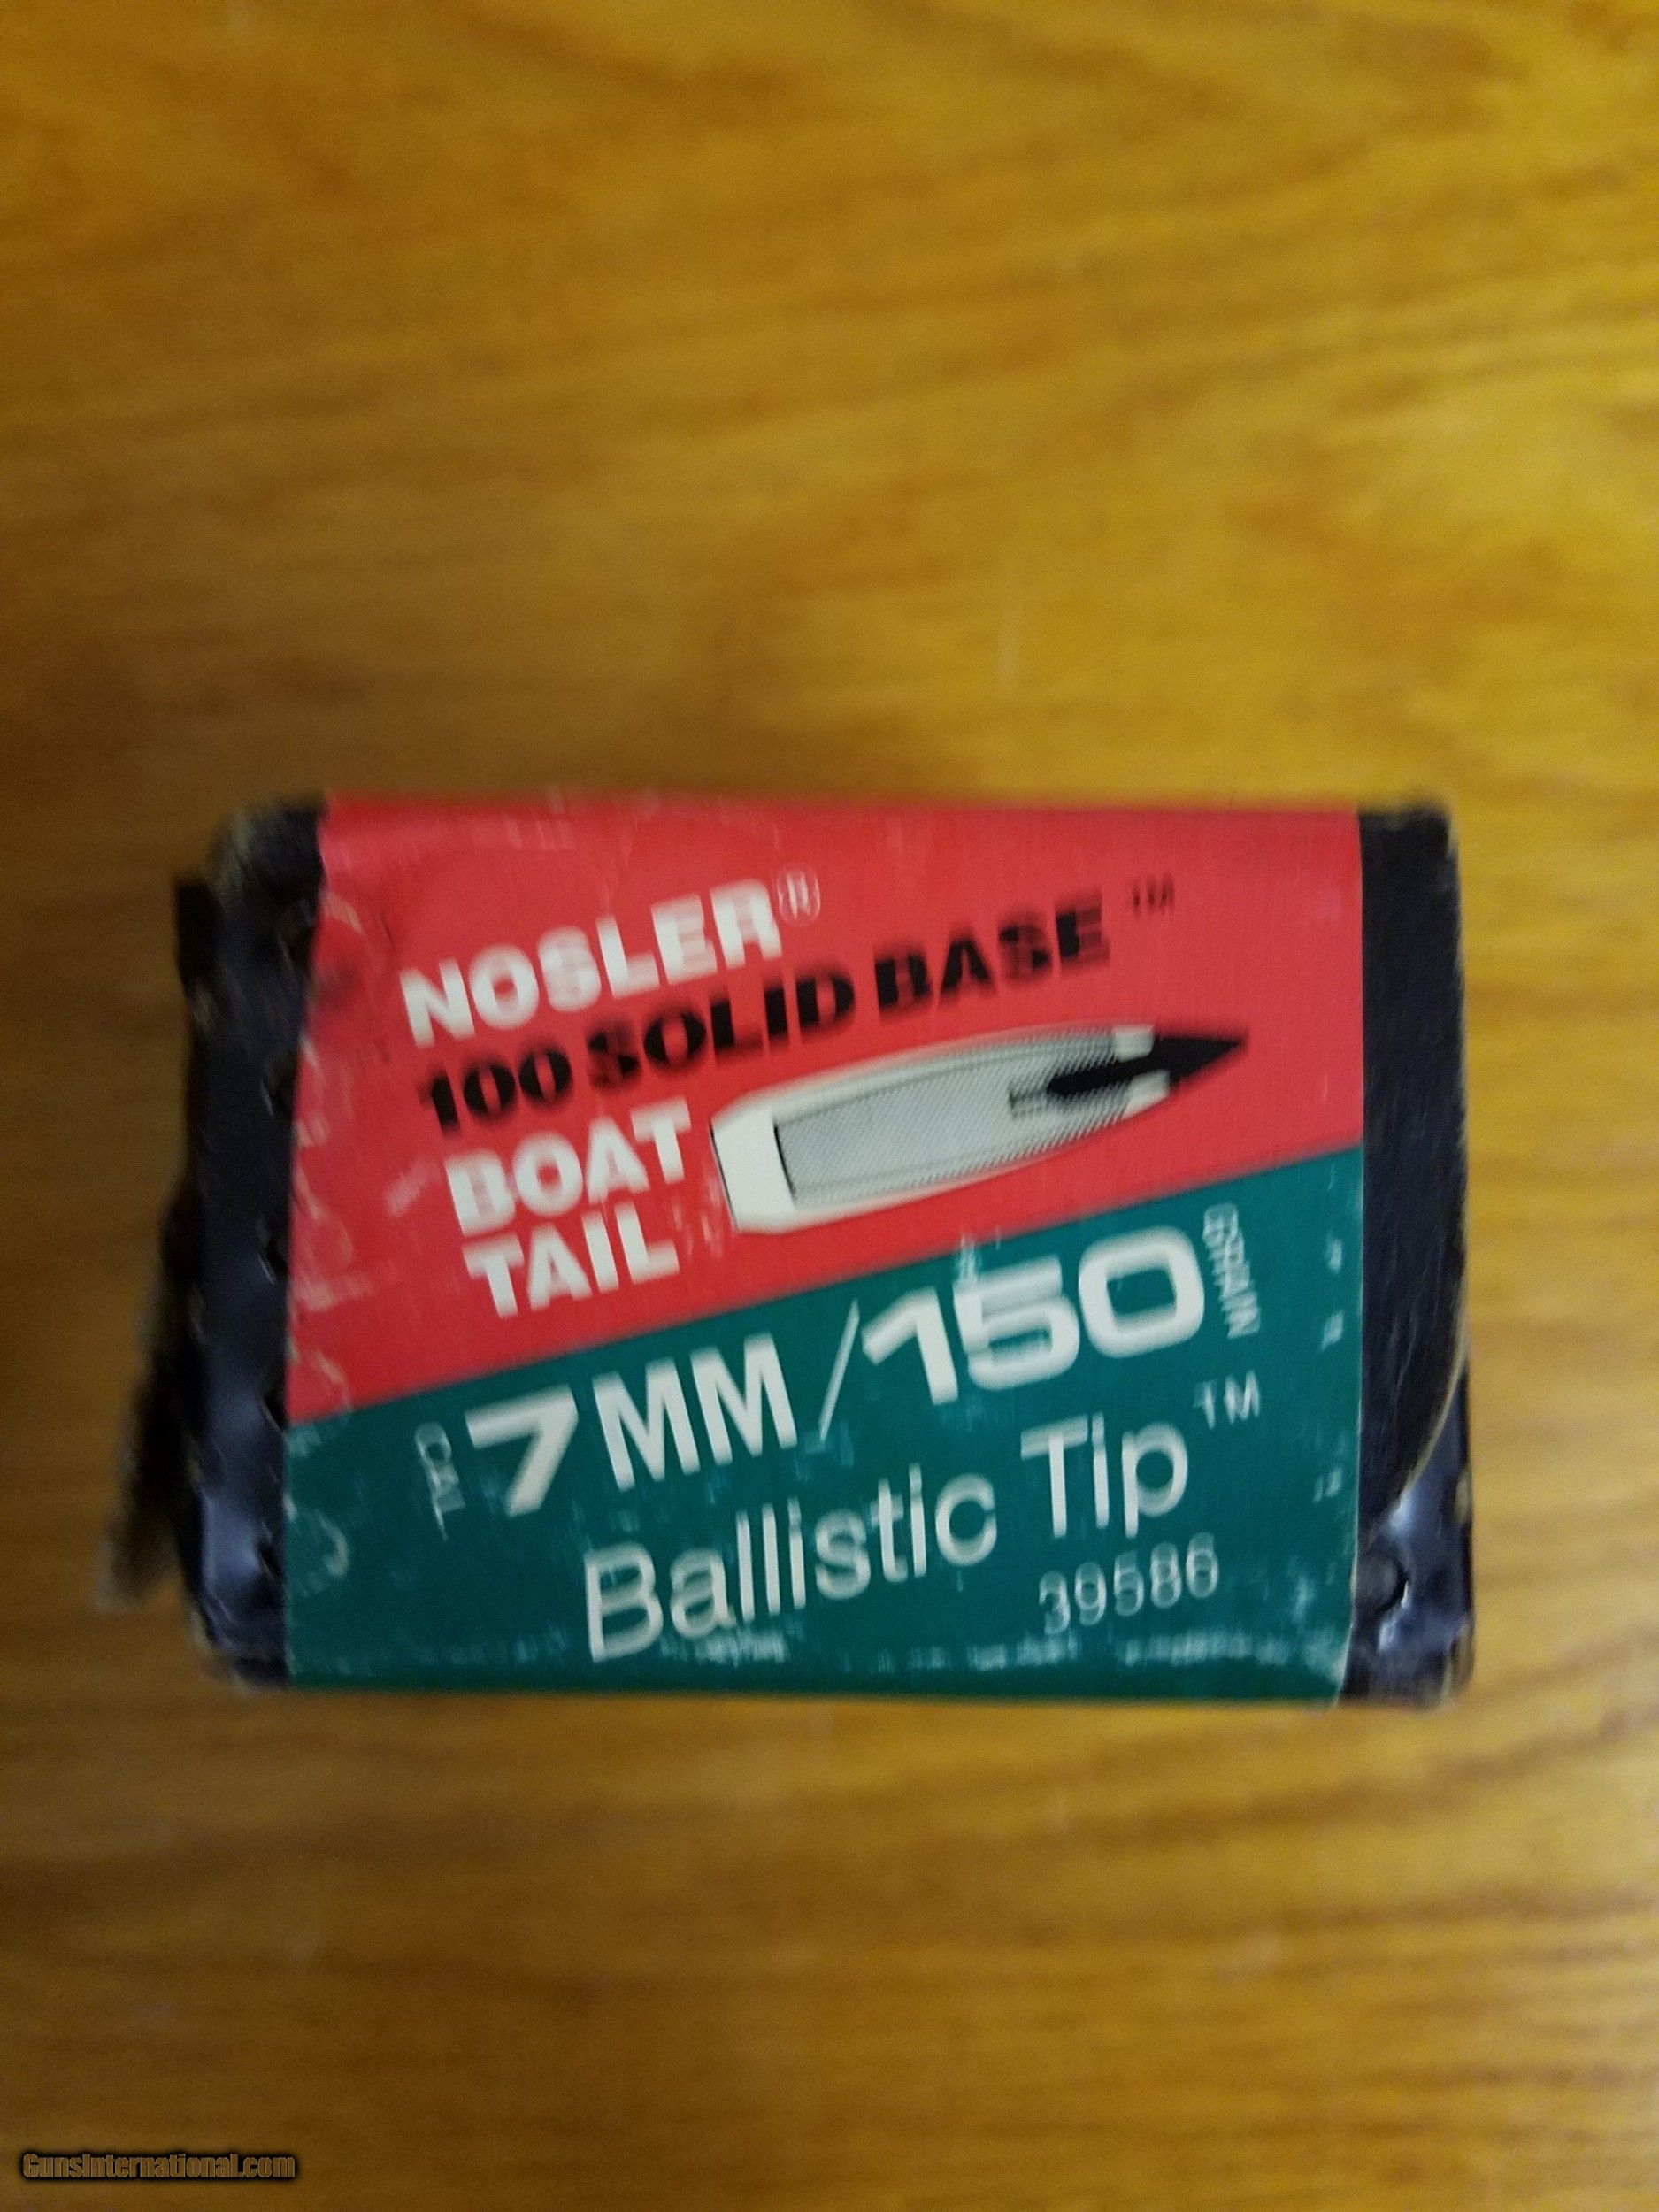 NOSLER®
100 SOLID BASE™
BOAT
TAIL
CAL. 7MM/150 GRAIN
Ballistic Tip™
39586
GunsInternational.com